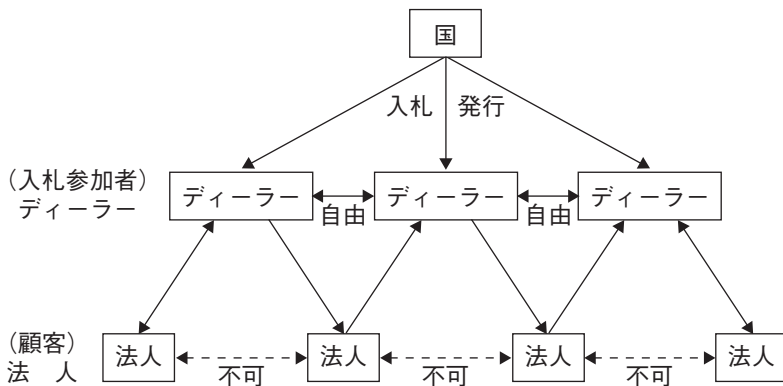 国
入札 発行
(入札参加者)
ディーラー
ディーラー ディーラー ディーラー
自由 自由
(顧客)
法 人
法人 法人 法人 法人
不可 不可 不可